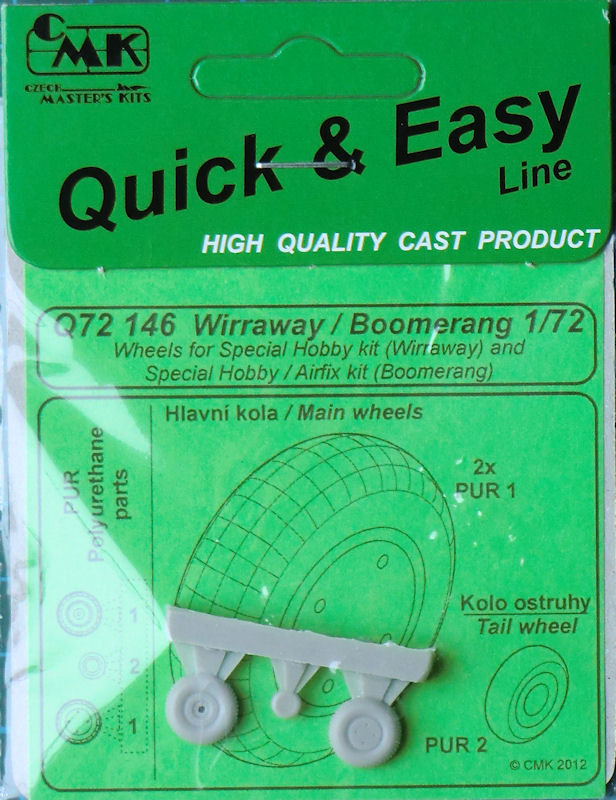 CMK
CZECH
MASTER'S KITS
Quick & Easy
Line
HIGH QUALITY CAST PRODUCT
Q72 146 Wirraway / Boomerang 1/72
Wheels for Special Hobby kit (Wirraway) and
Special Hobby / Airfix kit (Boomerang)
Hlavní kola / Main wheels
PUR
Polyurethane
parts
2x
PUR 1
1
2
1
Kolo ostruhy
Tail wheel
PUR 2
© CMK 2012